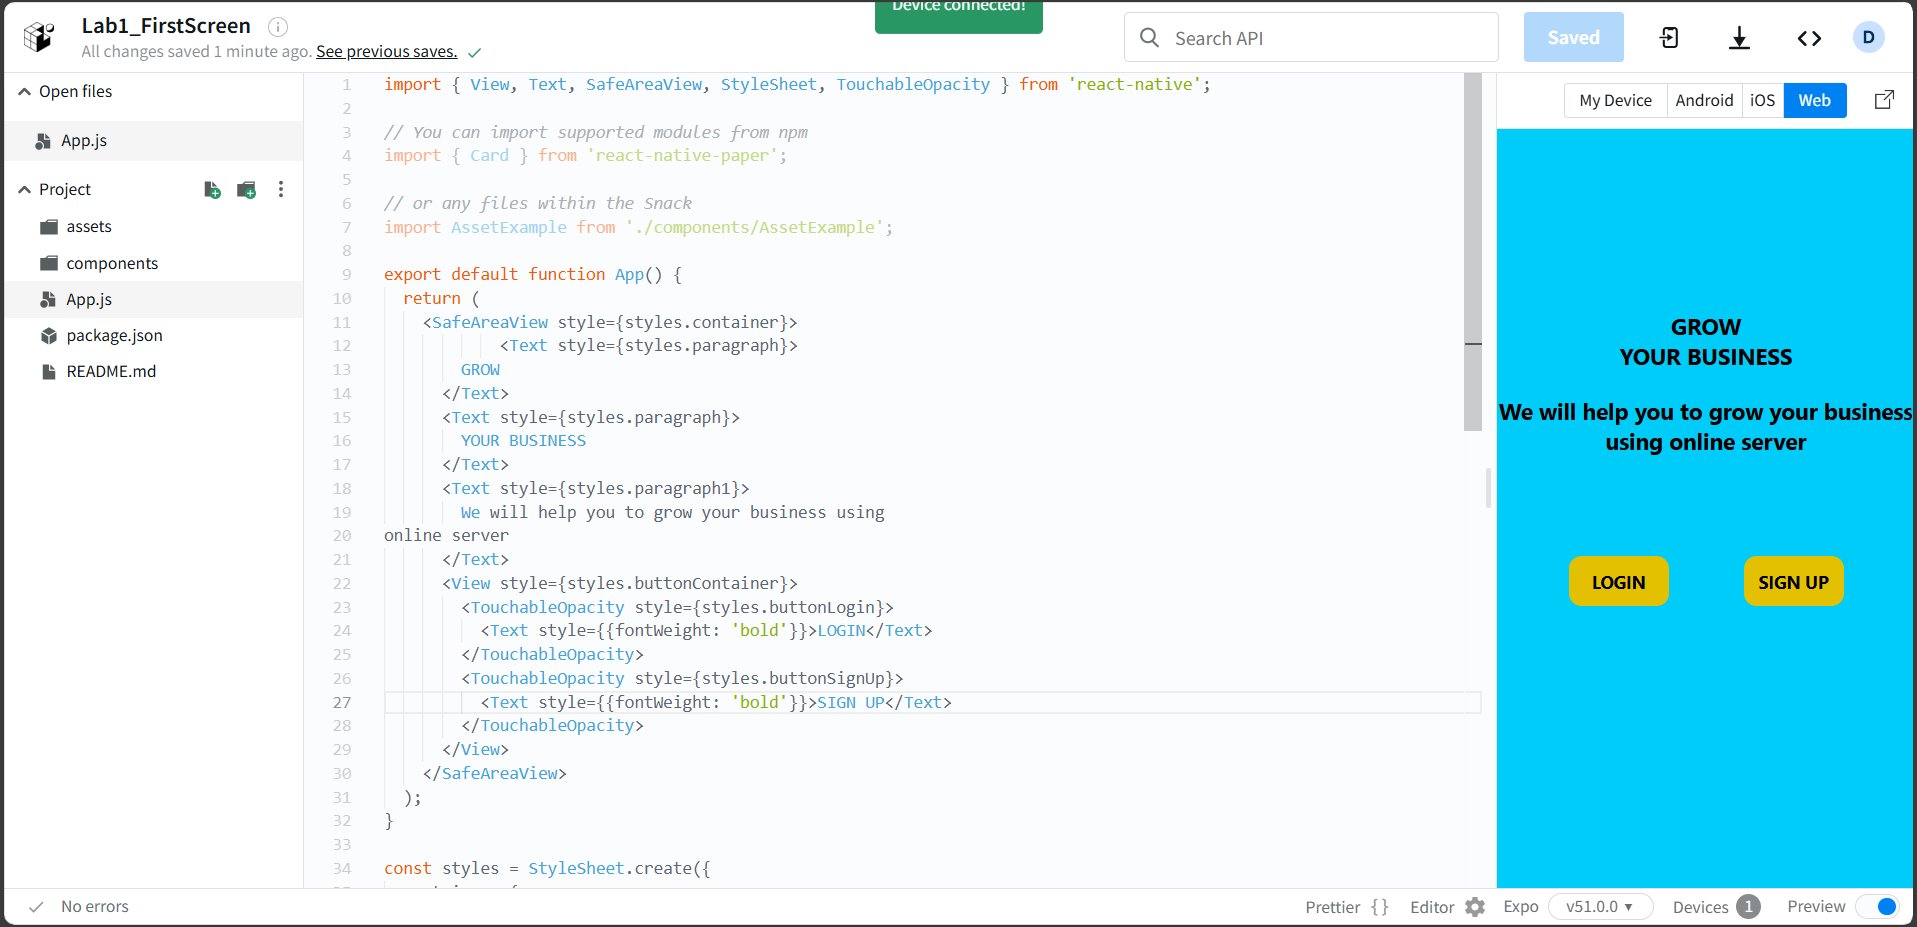 Lab1_FirstScreen
All changes saved 1 minute ago. See previous saves.
Device connected!
Search API
Saved
D
Open files
App.js
Project
assets
components
App.js
package.json
README.md
1 import { View, Text, SafeAreaView, StyleSheet, TouchableOpacity } from 'react-native';
2
3 // You can import supported modules from npm
4 import { Card } from 'react-native-paper';
5
6 // or any files within the Snack
7 import AssetExample from './components/AssetExample';
8
9 export default function App() {
10 return (
11 <SafeAreaView style={styles.container}>
12 <Text style={styles.paragraph}>
13 GROW
14 </Text>
15 <Text style={styles.paragraph}>
16 YOUR BUSINESS
17 </Text>
18 <Text style={styles.paragraph1}>
19 We will help you to grow your business using
20 online server
21 </Text>
22 <View style={styles.buttonContainer}>
23 <TouchableOpacity style={styles.buttonLogin}>
24 <Text style={{fontWeight: 'bold'}}>LOGIN</Text>
25 </TouchableOpacity>
26 <TouchableOpacity style={styles.buttonSignUp}>
27 <Text style={{fontWeight: 'bold'}}>SIGN UP</Text>
28 </TouchableOpacity>
29 </View>
30 </SafeAreaView>
31 );
32 }
33
34 const styles = StyleSheet.create({
My Device Android iOS Web
GROW
YOUR BUSINESS
We will help you to grow your business
using online server
LOGIN SIGN UP
No errors
Prettier {} Editor Expo v51.0.0 Devices 1 Preview